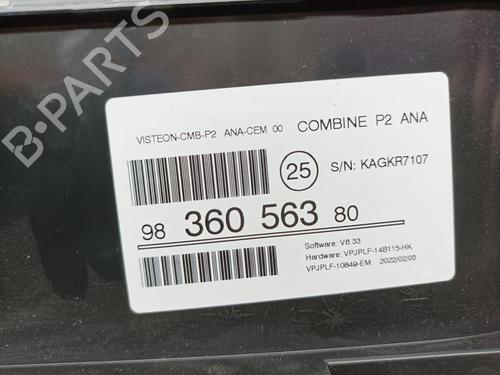 VISTEON-CMB-P2 ANA-CEM 00 COMBINE P2 ANA
25 S/N: KAGKR7107
98 360 563 80
Software: V6.33
Hardware: VPJPLF-14B115-HK
VPJPLF-10849-EM 2022/02/03
B-PARTS